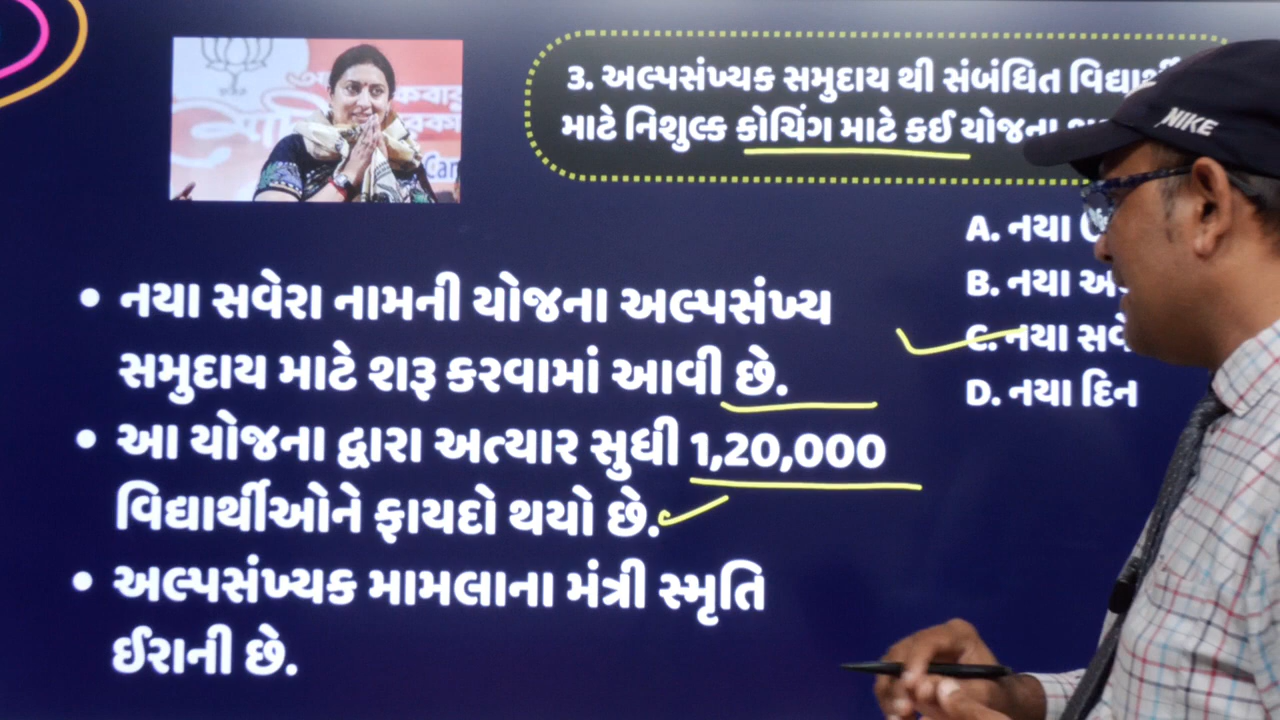 3. અલ્પસંખ્યક સમુદાય થી સંબંધિત
માટે નિશુલ્ક કોચિંગ માટે કઈ યોજના
NIKE
A. નયા
B. નયા
C. નયા
D. નયા દિન
• નયા સવેરા નામની યોજના અલ્પસંખ્ય
સમુદાય માટે શરૂ કરવામાં આવી છે.
• આ યોજના દ્વારા અત્યાર સુધી 1,20,000
વિદ્યાર્થીઓને ફાયદો થયો છે.
• અલ્પસંખ્યક મામલાના મંત્રી સ્મૃતિ
ઈરાની છે.